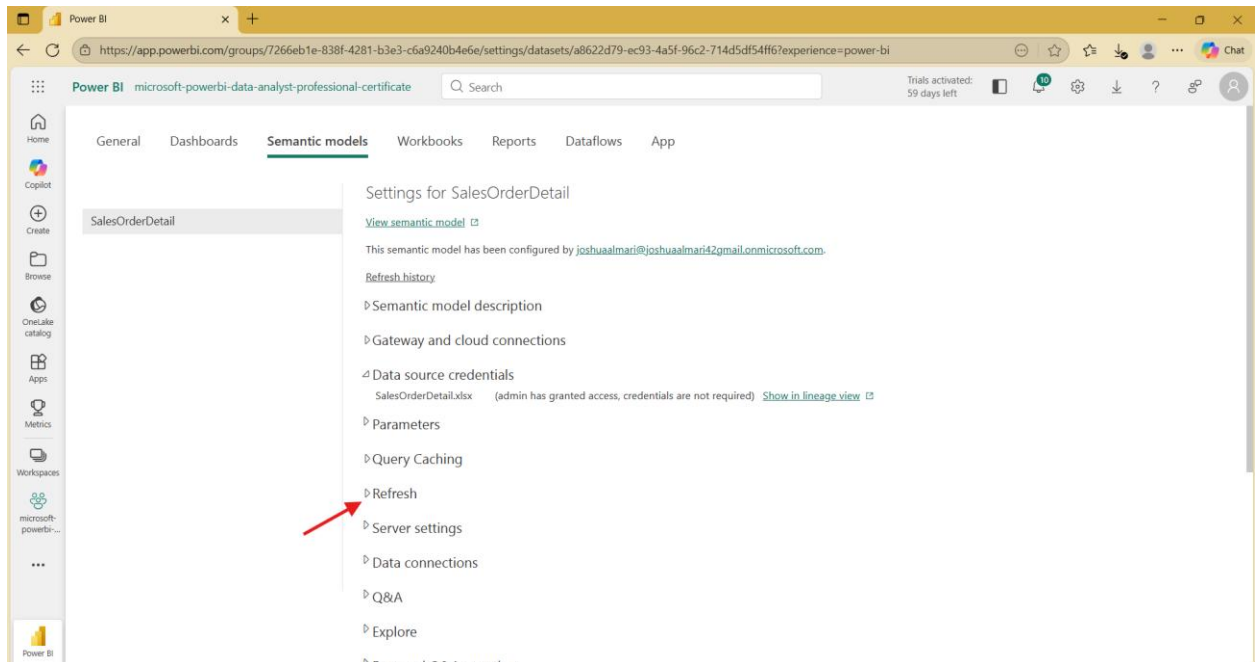 Power BI
https://app.powerbi.com/groups/7266eb1e-838f-4281-b3e3-c6a9240b4e6e/settings/datasets/a8622d79-ec93-4a5f-96c2-714d5df54ff6?experience=power-bi
Chat
Power BI microsoft-powerbi-data-analyst-professional-certificate
Search
Trials activated:
59 days left
10
Home
Copilot
Create
Browse
OneLake
catalog
Apps
Metrics
Workspaces
microsoft-
powerbi-...
Power BI
General Dashboards Semantic models Workbooks Reports Dataflows App
SalesOrderDetail
Settings for SalesOrderDetail
View semantic model
This semantic model has been configured by joshuaalmari@joshuaalmari42gmail.onmicrosoft.com.
Refresh history
Semantic model description
Gateway and cloud connections
Data source credentials
SalesOrderDetail.xlsx (admin has granted access, credentials are not required) Show in lineage view
Parameters
Query Caching
Refresh
Server settings
Data connections
Q&A
Explore